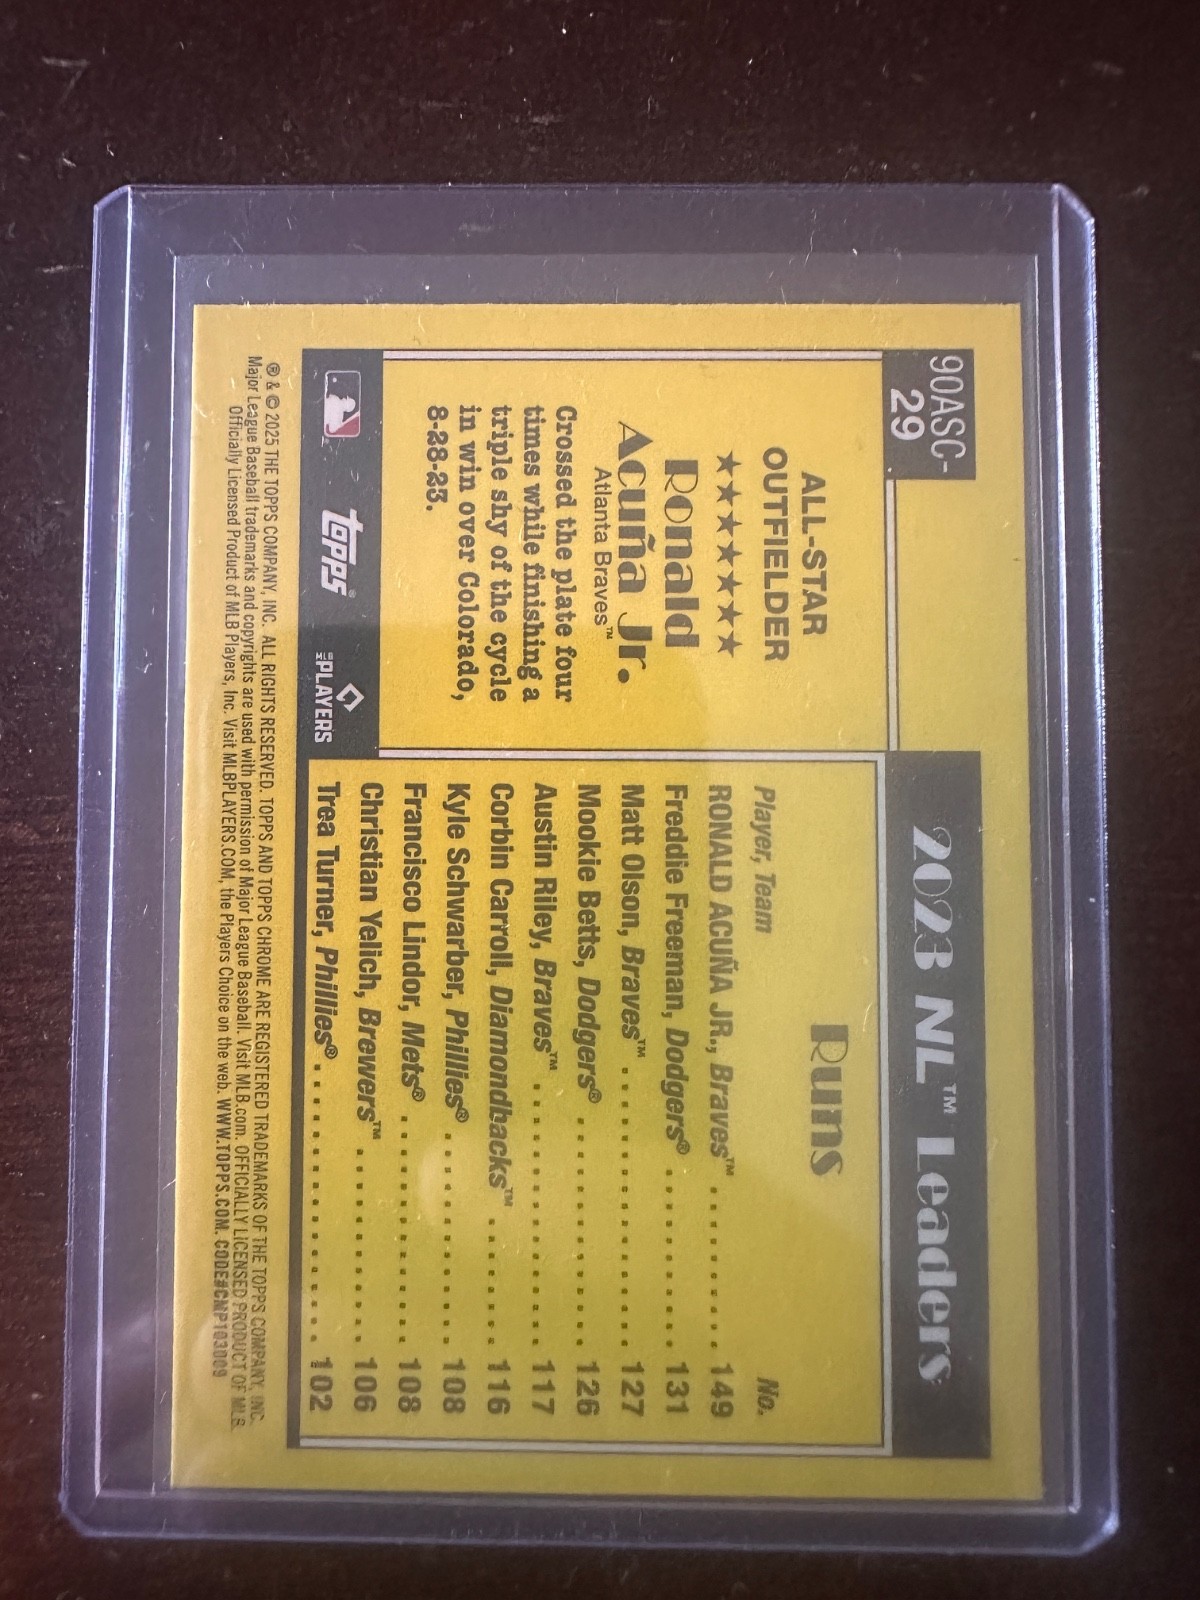 90ASC-
29
ALL-STAR
OUTFIELDER
★★★★★★
Ronald
Acuña Jr.
Atlanta Braves™
Crossed the plate four
times while finishing a
triple shy of the cycle
in win over Colorado,
8-28-23.
topps®
MLB PLAYERS
2023 NL™ Leaders
Runs
Player, Team No.
RONALD ACUÑA JR., Braves™ 149
Freddie Freeman, Dodgers® 131
Matt Olson, Braves™ 127
Mookie Betts, Dodgers® 126
Austin Riley, Braves™ 117
Corbin Carroll, Diamondbacks™ 116
Kyle Schwarber, Phillies® 108
Francisco Lindor, Mets® 108
Christian Yelich, Brewers™ 106
Trea Turner, Phillies® 102
® & © 2025 THE TOPPS COMPANY, INC. ALL RIGHTS RESERVED. TOPPS AND TOPPS CHROME ARE REGISTERED TRADEMARKS OF THE TOPPS COMPANY, INC.
Major League Baseball trademarks and copyrights are used with permission of Major League Baseball. Visit MLB.com. OFFICIALLY LICENSED PRODUCT OF MLB
Officially Licensed Product of MLB Players, Inc. Visit MLBPLAYERS.COM, the Players Choice on the web. WWW.TOPPS.COM. CODE#CMP103009